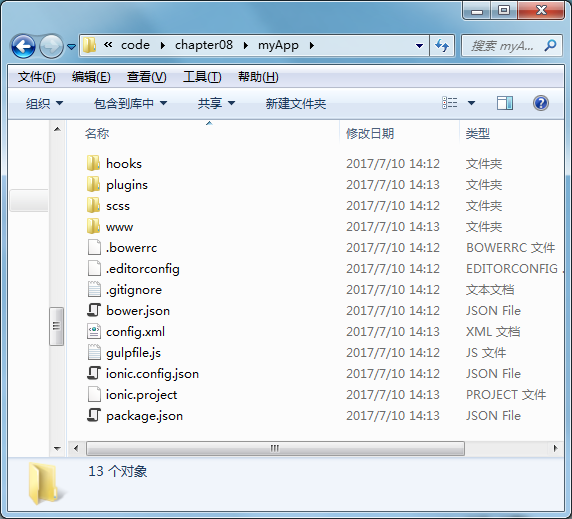 « code ▸ chapter08 ▸ myApp ▸ 搜索 myA...
文件(F) 编辑(E) 查看(V) 工具(T) 帮助(H)
组织 包含到库中 共享 新建文件夹
名称 修改日期 类型
hooks 2017/7/10 14:12 文件夹
plugins 2017/7/10 14:13 文件夹
scss 2017/7/10 14:12 文件夹
www 2017/7/10 14:13 文件夹
.bowerrc 2017/7/10 14:12 BOWERRC 文件
.editorconfig 2017/7/10 14:12 EDITORCONFIG .
.gitignore 2017/7/10 14:12 文本文档
bower.json 2017/7/10 14:12 JSON File
config.xml 2017/7/10 14:13 XML 文档
gulpfile.js 2017/7/10 14:12 JS 文件
ionic.config.json 2017/7/10 14:12 JSON File
ionic.project 2017/7/10 14:13 PROJECT 文件
package.json 2017/7/10 14:13 JSON File
13 个对象